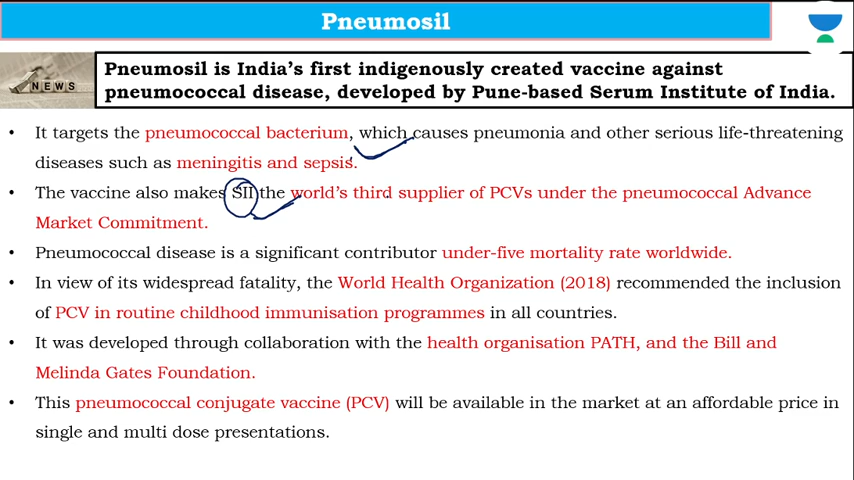 Pneumosil
NEWS
Pneumosil is India's first indigenously created vaccine against
pneumococcal disease, developed by Pune-based Serum Institute of India.
• It targets the pneumococcal bacterium, which causes pneumonia and other serious life-threatening
diseases such as meningitis and sepsis.
• The vaccine also makes SII the world's third supplier of PCVs under the pneumococcal Advance
Market Commitment.
• Pneumococcal disease is a significant contributor under-five mortality rate worldwide.
• In view of its widespread fatality, the World Health Organization (2018) recommended the inclusion
of PCV in routine childhood immunisation programmes in all countries.
• It was developed through collaboration with the health organisation PATH, and the Bill and
Melinda Gates Foundation.
• This pneumococcal conjugate vaccine (PCV) will be available in the market at an affordable price in
single and multi dose presentations.